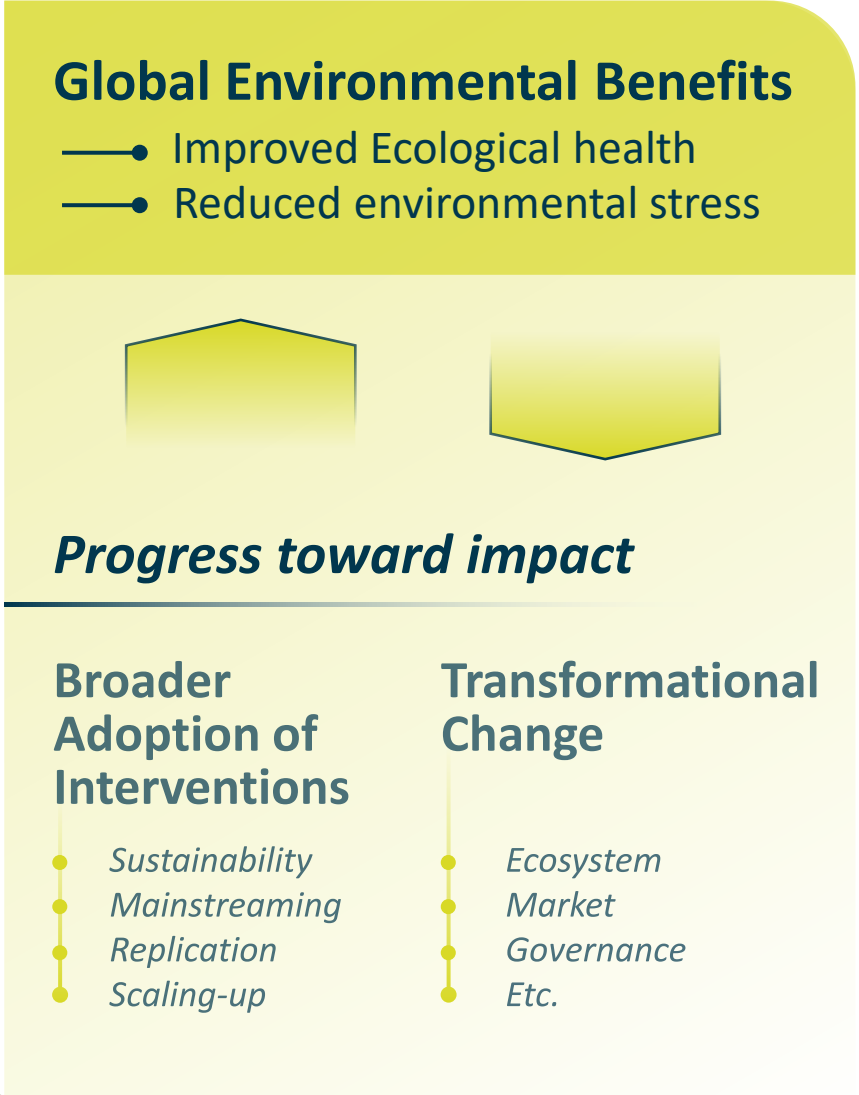 Global Environmental Benefits
Improved Ecological health
Reduced environmental stress
Progress toward impact
Broader
Adoption of
Interventions
Sustainability
Mainstreaming
Replication
Scaling-up
Transformational
Change
Ecosystem
Market
Governance
Etc.